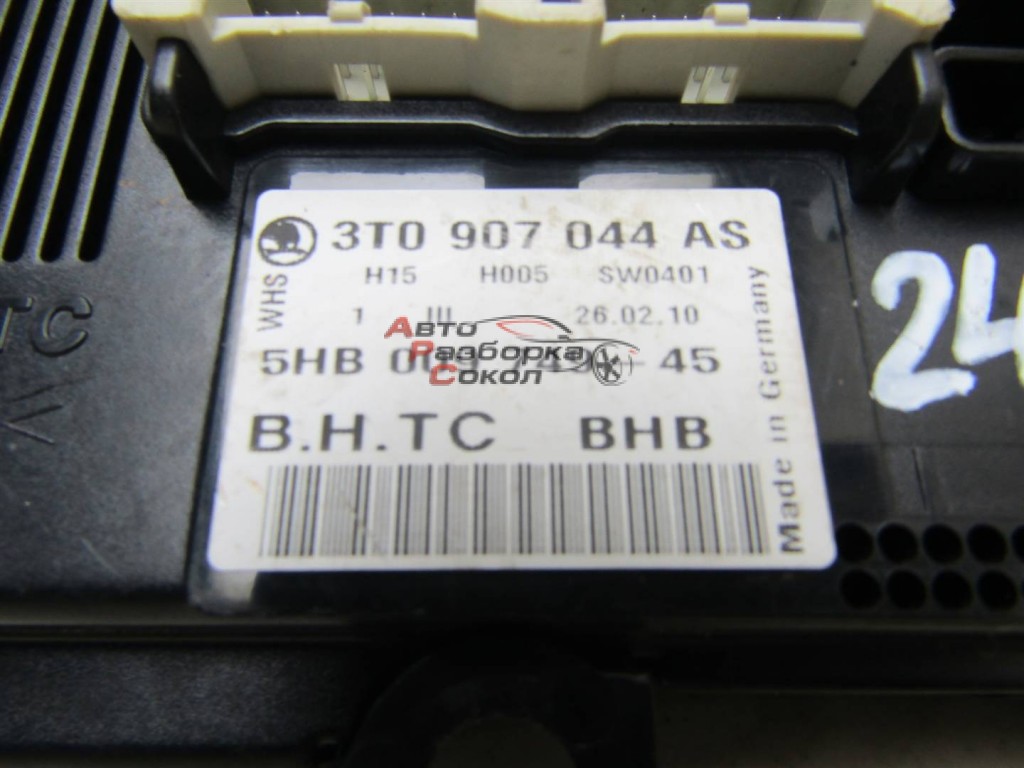 3T0 907 044 AS
WHS
H15 H005 SW0401
1 III 26.02.10
АВТО
РАЗБОРКА
СОКОЛ
5HB 45
B.H.TC BHB
Made in Germany
TC
24